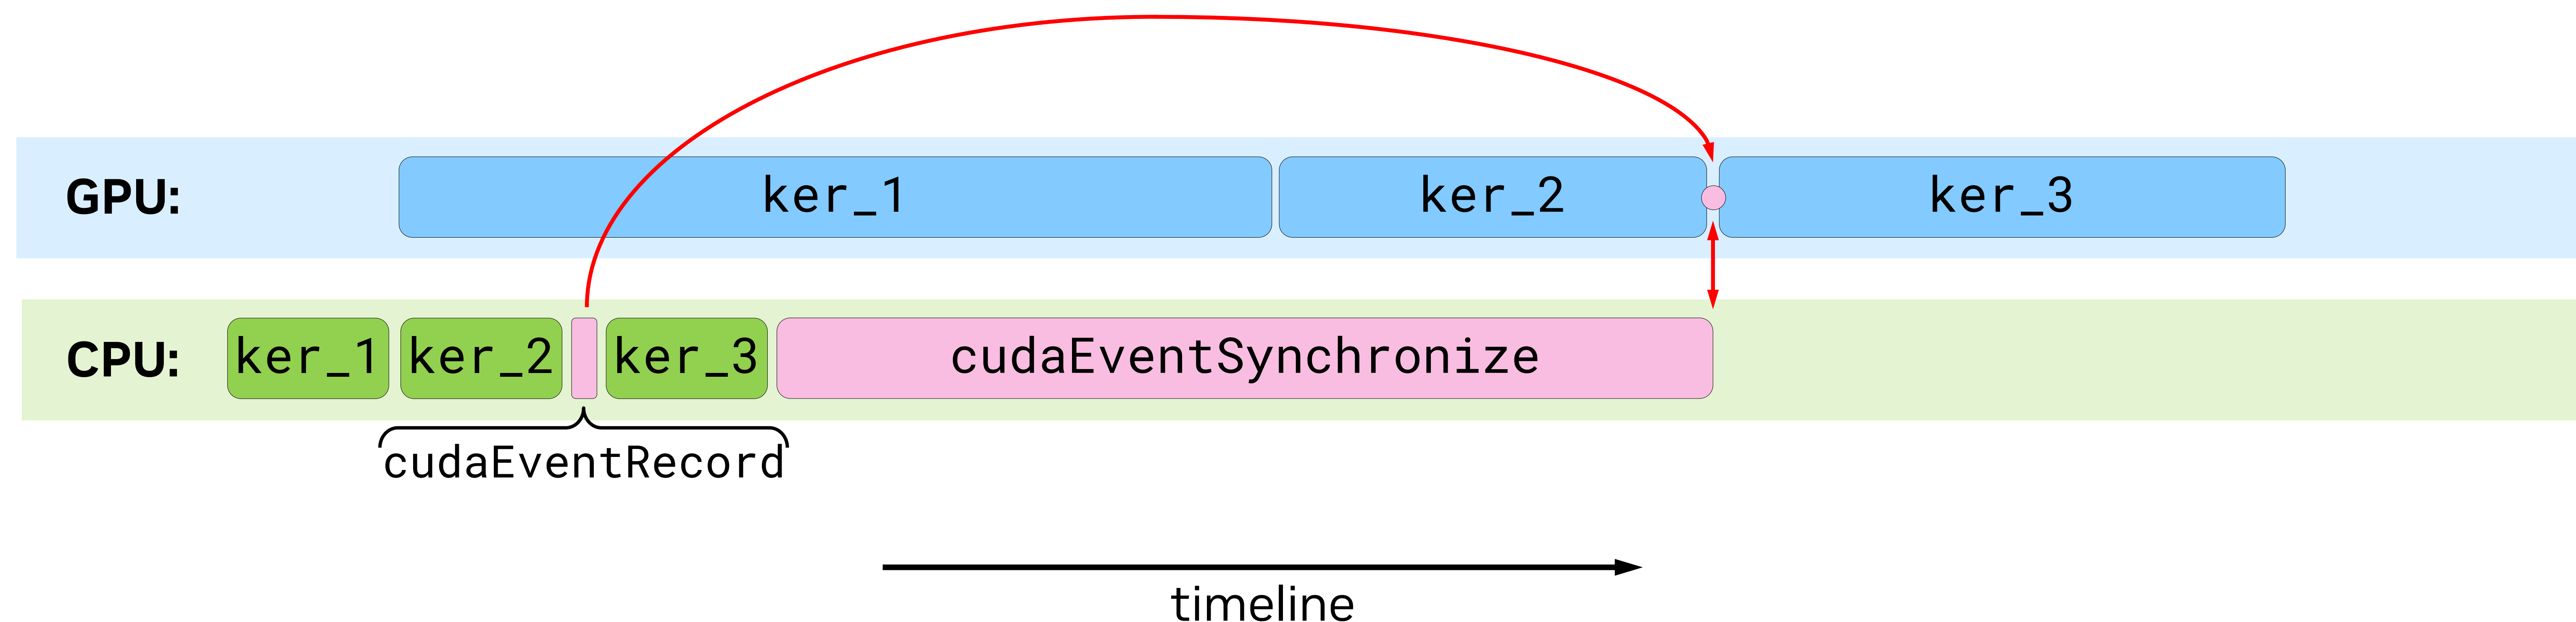 GPU: ker_1 ker_2 ker_3
CPU: ker_1 ker_2 ker_3 cudaEventSynchronize
cudaEventRecord
timeline